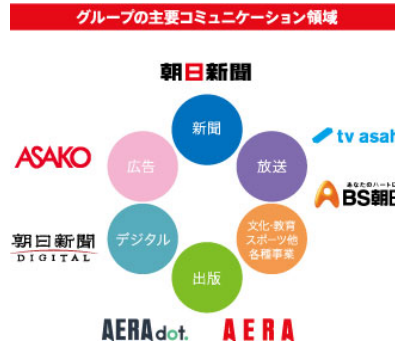 グループの主要コミュニケーション領域
朝日新聞
新聞
tv asah
ASAKO
広告
放送
あなたのハートに
BS朝日
朝日新聞
DIGITAL
デジタル
文化・教育
スポーツ他
各種事業
出版
AERAdot.
AERA